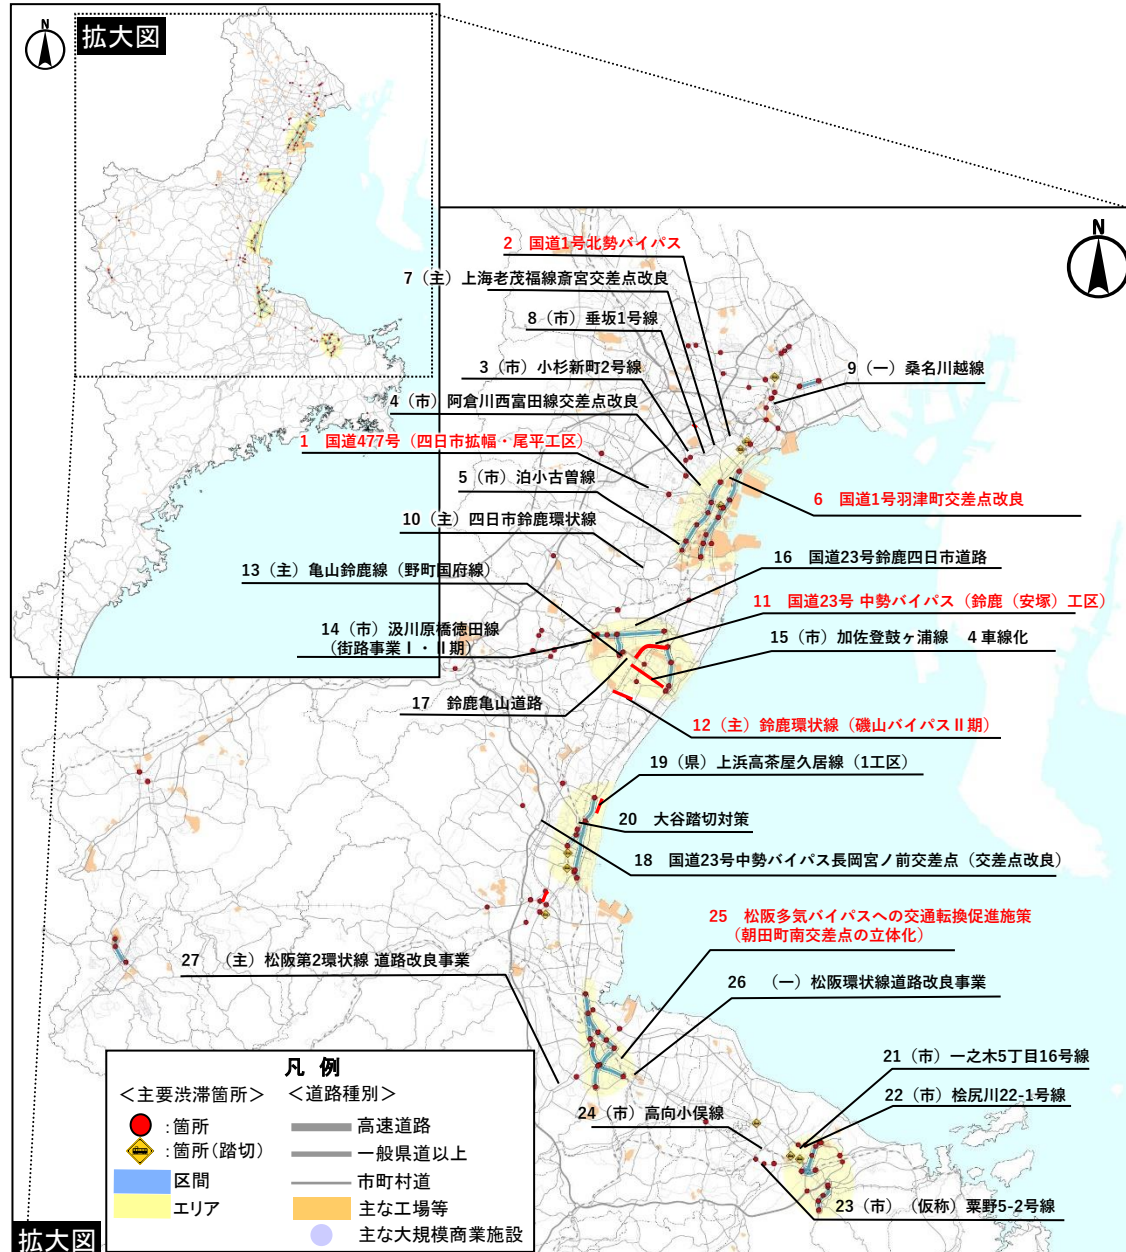 N
拡大図
N
2 国道1号北勢バイパス
7（主）上海老茂福線斎宮交差点改良
8（市）垂坂1号線
3（市）小杉新町2号線
9（一）桑名川越線
4（市）阿倉川西富田線交差点改良
1 国道477号（四日市拡幅・尾平工区）
5（市）泊小古曽線
6 国道1号羽津町交差点改良
10（主）四日市鈴鹿環状線
16 国道23号鈴鹿四日市道路
13（主）亀山鈴鹿線（野町国府線）
11 国道23号 中勢バイパス（鈴鹿（安塚）工区）
14（市）汲川原橋徳田線
（街路事業Ⅰ・Ⅱ期）
15（市）加佐登鼓ヶ浦線 4車線化
17 鈴鹿亀山道路
12（主）鈴鹿環状線（磯山バイパスⅡ期）
19（県）上浜高茶屋久居線（1工区）
20 大谷踏切対策
18 国道23号中勢バイパス長岡宮ノ前交差点（交差点改良）
25 松阪多気バイパスへの交通転換促進施策
（朝田町南交差点の立体化）
27 （主）松阪第2環状線 道路改良事業
26 （一）松阪環状線道路改良事業
21（市）一之木5丁目16号線
22（市）桧尻川22-1号線
24（市）高向小俣線
23（市）（仮称）粟野5-2号線
凡 例
＜主要渋滞箇所＞ ＜道路種別＞
:箇所 高速道路
:箇所(踏切) 一般県道以上
区間 市町村道
エリア 主な工場等
主な大規模商業施設
拡大図